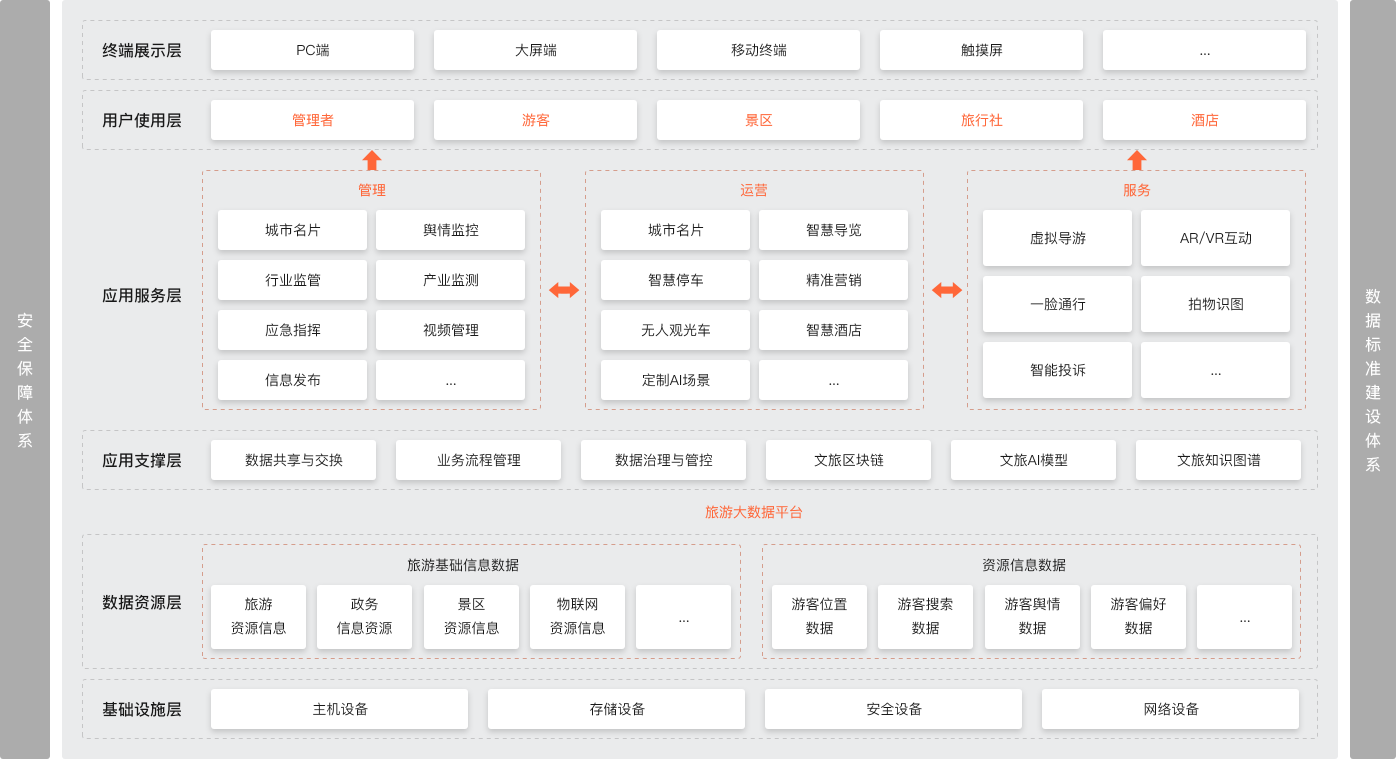 安全保障体系
终端展示层
PC端
大屏端
移动终端
触摸屏
...
用户使用层
管理者
游客
景区
旅行社
酒店
应用服务层
管理
城市名片
舆情监控
行业监管
产业监测
应急指挥
视频管理
信息发布
...
运营
城市名片
智慧导览
智慧停车
精准营销
无人观光车
智慧酒店
定制AI场景
...
服务
虚拟导游
AR/VR互动
一脸通行
拍物识图
智能投诉
...
应用支撑层
数据共享与交换
业务流程管理
数据治理与管控
文旅区块链
文旅AI模型
文旅知识图谱
旅游大数据平台
数据资源层
旅游基础信息数据
旅游
资源信息
政务
信息资源
景区
资源信息
物联网
资源信息
...
资源信息数据
游客位置
数据
游客搜索
数据
游客舆情
数据
游客偏好
数据
...
基础设施层
主机设备
存储设备
安全设备
网络设备
数据标准建设体系